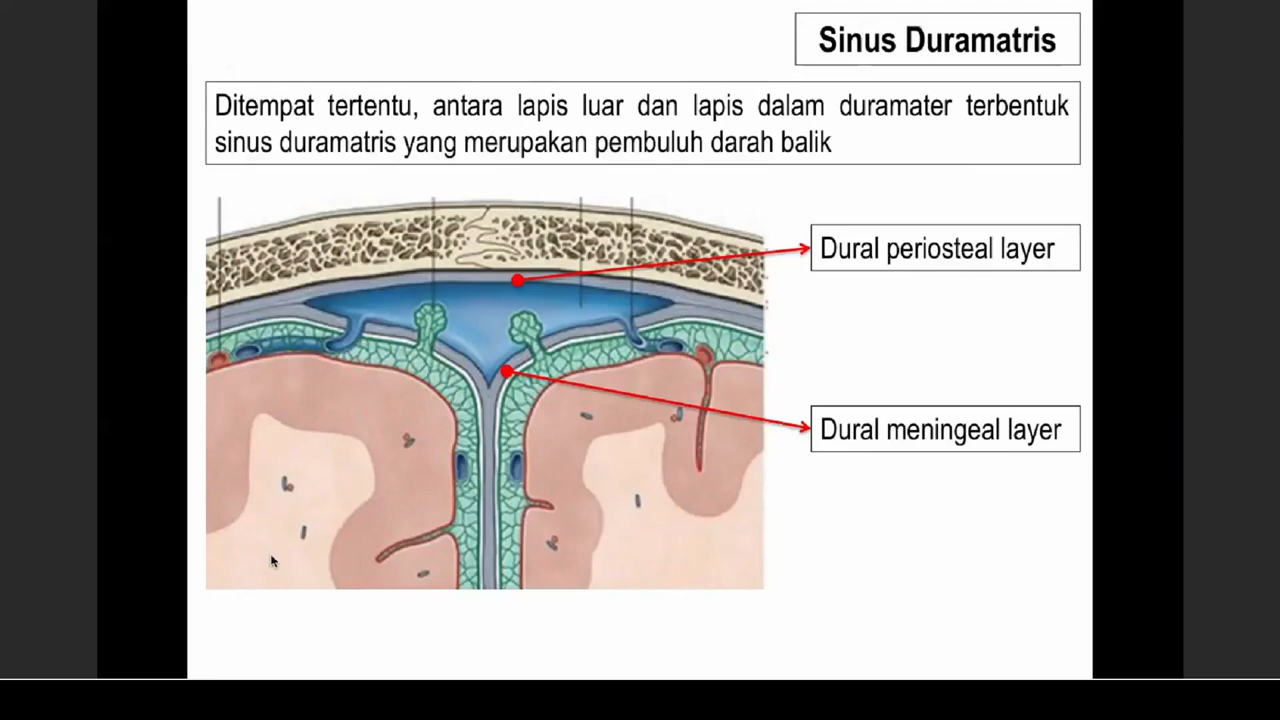 Sinus Duramatris
Ditempat tertentu, antara lapis luar dan lapis dalam duramater terbentuk
sinus duramatris yang merupakan pembuluh darah balik
Dural periosteal layer
Dural meningeal layer